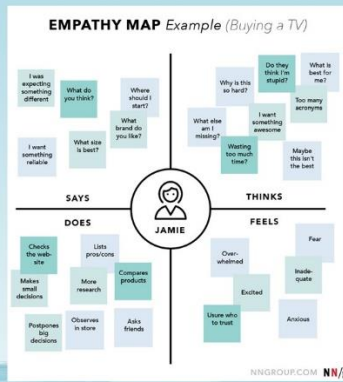 EMPATHY MAP Example (Buying a TV)
I was
expecting
something
different
What do
you think?
Where
should I
start?
What
brand do
you like?
I want
something
reliable
What size
is best?
SAYS
Why is this
so hard?
Do they
think I'm
stupid?
What is
best for
me?
Too many
acronyms
I want
something
awesome
What else
am I
missing?
Wasting
too much
time?
Maybe
this isn't
the best
THINKS
JAMIE
DOES
Checks
the web-
site
Lists
pros/cons
Compares
products
Makes
small
decisions
More
research
Postpones
big
decisions
Observes
in store
Asks
friends
FEELS
Fear
Over-
whelmed
Inade-
quate
Excited
Usure who
to trust
Anxious
NNGROUP.COM NN/